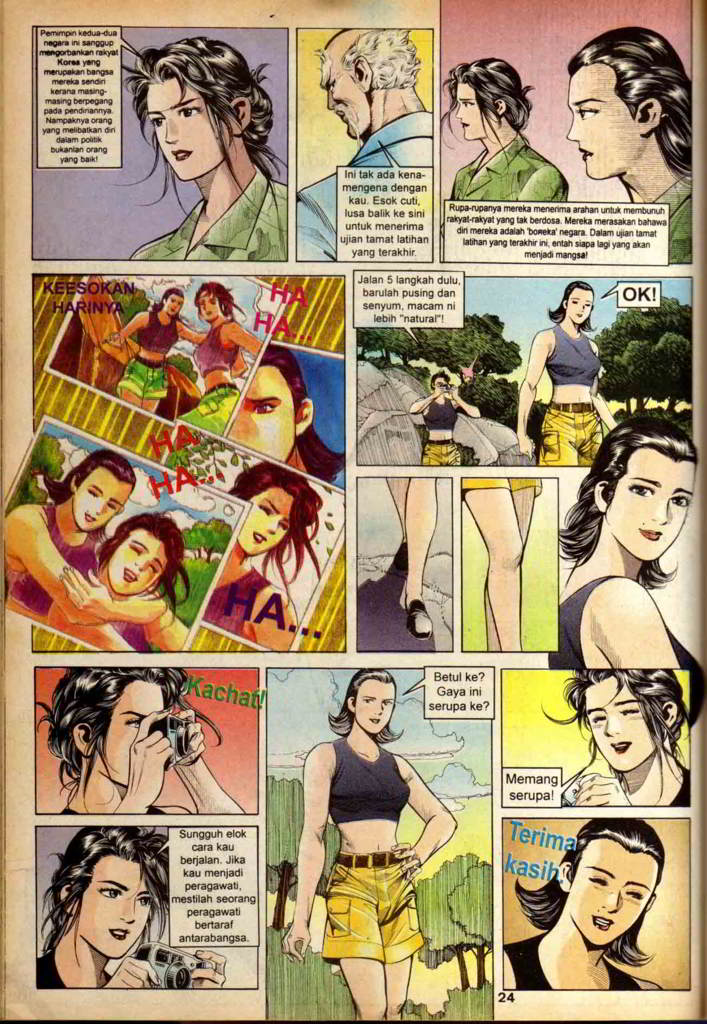 Pemimpin kedua-dua
negara ini sanggup
mengorbankan rakyat
Korea yang
merupakan bangsa
mereka sendiri
kerana masing-
masing berpegang
pada pendiriannya.
Nampaknya orang
yang melibatkan diri
dalam politik
bukanlah orang
yang baik!
Ini tak ada kena-
mengena dengan
kau. Esok cuti,
lusa balik ke sini
untuk menerima
ujian tamat latihan
yang terakhir.
Rupa-rupanya mereka menerima arahan untuk membunuh
rakyat-rakyat yang tak berdosa. Mereka merasakan bahawa
diri mereka adalah 'boneka' negara. Dalam ujian tamat
latihan yang terakhir ini, entah siapa lagi yang akan
menjadi mangsa!
KEESOKAN
HARINYA
HA
HA...
HA
HA...
HA...
Jalan 5 langkah dulu,
barulah pusing dan
senyum, macam ni
lebih "natural"!
OK!
Kachat!
Sungguh elok
cara kau
berjalan. Jika
kau menjadi
peragawati,
mestilah seorang
peragawati
bertaraf
antarabangsa.
Betul ke?
Gaya ini
serupa ke?
Memang
serupa!
Terima
kasih.
24